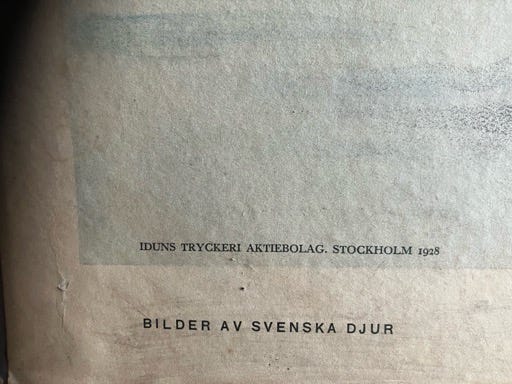 IDUNS TRYCKERI AKTIEBOLAG. STOCKHOLM 1928
BILDER AV SVENSKA DJUR